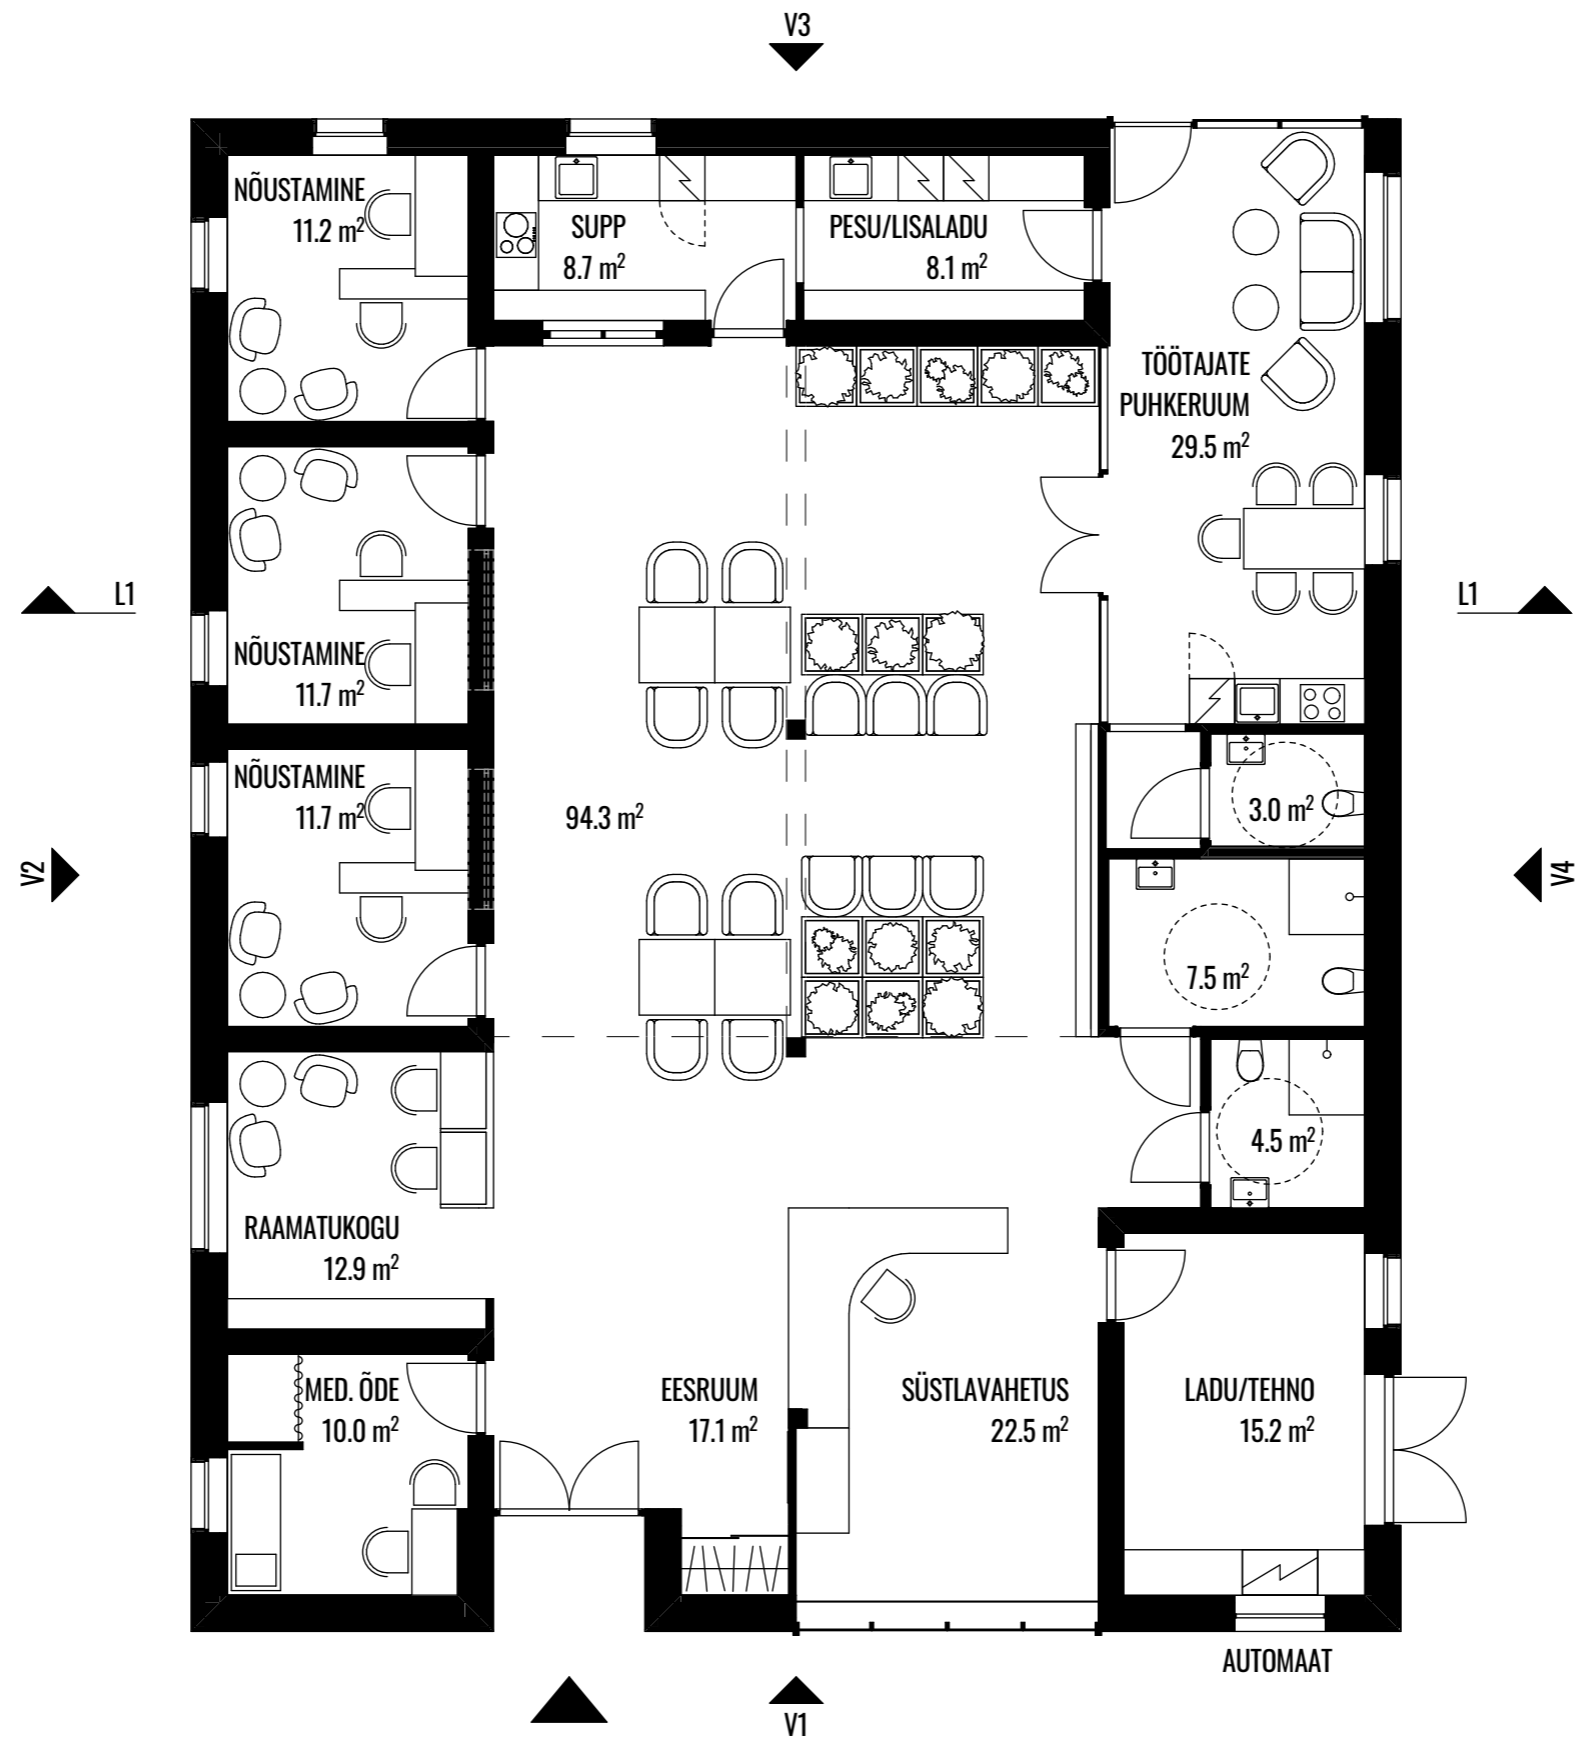 V3
NÕUSTAMINE
11.2 m²
SUPP
8.7 m²
PESU/LISALADU
8.1 m²
TÖÖTAJATE
PUHKERUUM
29.5 m²
L1
L1
NÕUSTAMINE
11.7 m²
NÕUSTAMINE
11.7 m²
94.3 m²
3.0 m²
V2
V4
7.5 m²
4.5 m²
RAAMATUKOGU
12.9 m²
MED. ÕDE
10.0 m²
EESRUUM
17.1 m²
SÜSTLAVAHETUS
22.5 m²
LADU/TEHNO
15.2 m²
AUTOMAAT
V1